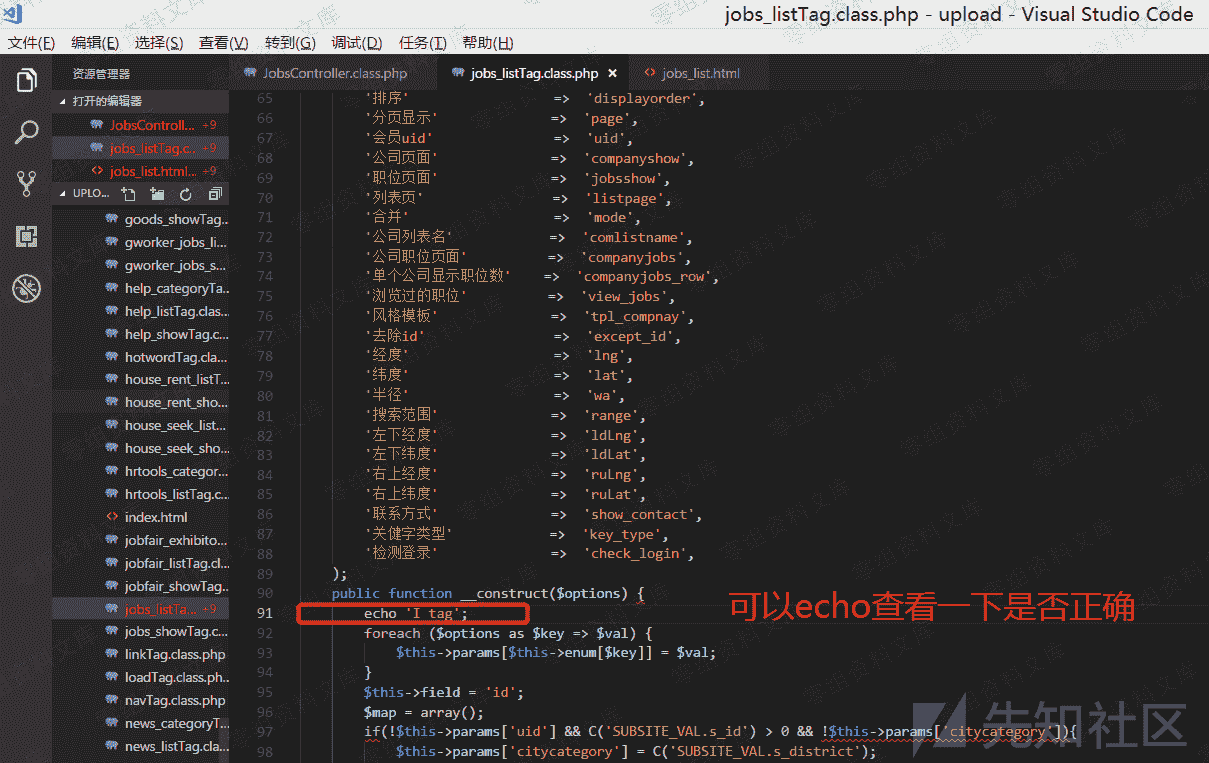 jobs_listTag.class.php - upload - Visual Studio Code
文件(F) 编辑(E) 选择(S) 查看(V) 转到(G) 调试(D) 任务(T) 帮助(H)
资源管理器
打开的编辑器
JobsControll... +9
jobs_listTag.c... +9
jobs_list.html... +9
UPLO...
goods_showTag...
gworker_jobs_li...
gworker_jobs_s...
help_categoryTa...
help_listTag.clas...
help_showTag.c...
hotwordTag.cla...
house_rent_listT...
house_rent_sho...
house_seek_list...
house_seek_sho...
hrtools_categor...
hrtools_listTag.c...
index.html
jobfair_exhibito...
jobfair_listTag.cl...
jobfair_showTag...
jobs_listTa... +9
jobs_showTag.c...
linkTag.class.php
loadTag.class.ph...
navTag.class.php
news_categoryT...
news_listTag.cla...
JobsController.class.php jobs_listTag.class.php × jobs_list.html
65 '排序' => 'displayorder',
66 '分页显示' => 'page',
67 '会员uid' => 'uid',
68 '公司页面' => 'companyshow',
69 '职位页面' => 'jobsshow',
70 '列表页' => 'listpage',
71 '合并' => 'mode',
72 '公司列表名' => 'comlistname',
73 '公司职位页面' => 'companyjobs',
74 '单个公司显示职位数' => 'companyjobs_row',
75 '浏览过的职位' => 'view_jobs',
76 '风格模板' => 'tpl_compnay',
77 '去除id' => 'except_id',
78 '经度' => 'lng',
79 '纬度' => 'lat',
80 '半径' => 'wa',
81 '搜索范围' => 'range',
82 '左下经度' => 'ldLng',
83 '左下纬度' => 'ldLat',
84 '右上经度' => 'ruLng',
85 '右上纬度' => 'ruLat',
86 '联系方式' => 'show_contact',
87 '关健字类型' => 'key_type',
88 '检测登录' => 'check_login',
89 );
90 public function __construct($options) {
91 echo 'I tag';
可以echo查看一下是否正确
92 foreach ($options as $key => $val) {
93 $this->params[$this->enum[$key]] = $val;
94 }
95 $this->field = 'id';
96 $map = array();
97 if(!$this->params['uid'] && C('SUBSITE_VAL.s_id') > 0 && !$this->params['citycategory']){
98 $this->params['citycategory'] = C('SUBSITE_VAL.s_district');
先知社区
零组资料文库